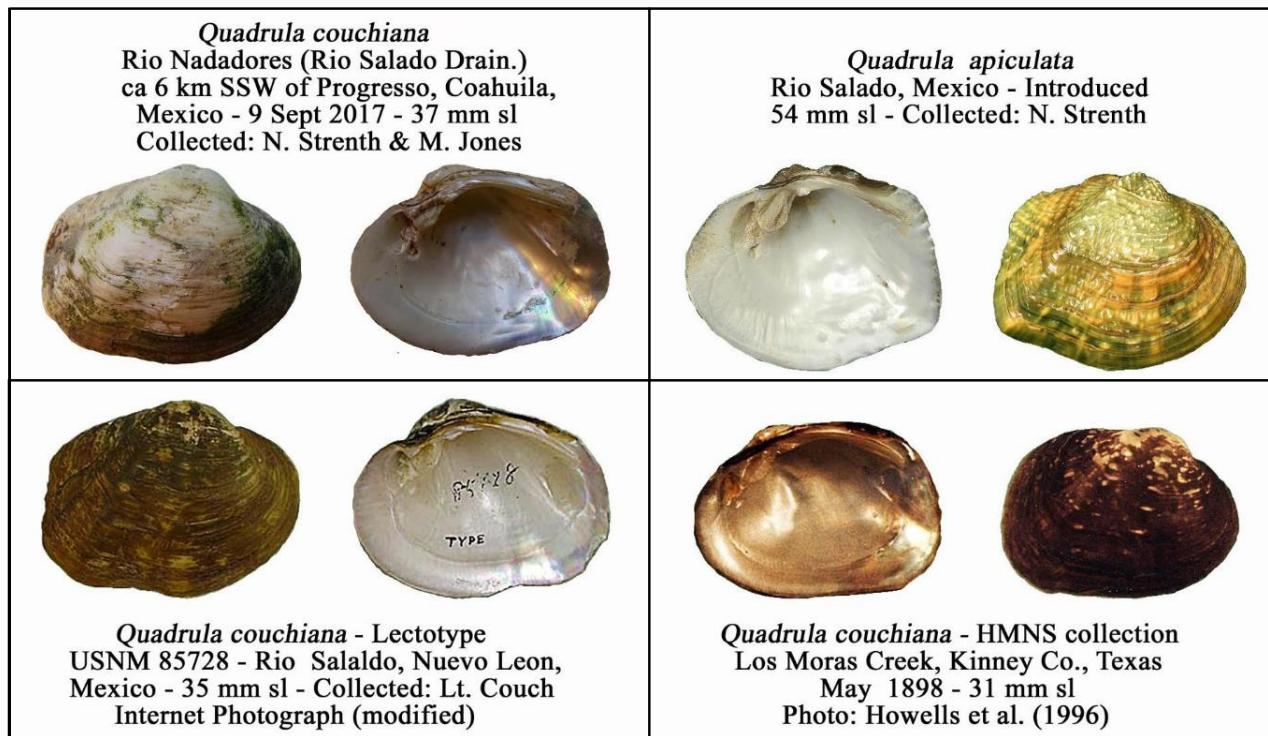 Quadrula couchiana
Rio Nadadores (Rio Salado Drain.)
ca 6 km SSW of Progresso, Coahuila,
Mexico - 9 Sept 2017 - 37 mm sl
Collected: N. Strenth & M. Jones
Quadrula apiculata
Rio Salado, Mexico - Introduced
54 mm sl - Collected: N. Strenth
TYPE
Quadrula couchiana - Lectotype
USNM 85728 - Rio Salaldo, Nuevo Leon,
Mexico - 35 mm sl - Collected: Lt. Couch
Internet Photograph (modified)
Quadrula couchiana - HMNS collection
Los Moras Creek, Kinney Co., Texas
May 1898 - 31 mm sl
Photo: Howells et al. (1996)